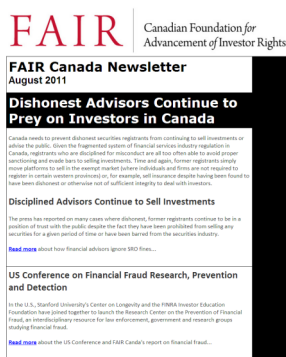 FAIR
Canadian Foundation for
Advancement of Investor Rights
FAIR Canada Newsletter
August 2011
Dishonest Advisors Continue to
Prey on Investors in Canada
Canada needs to prevent dishonest securities registrants from continuing to sell investments or
advise the public. Given the fragmented system of financial services industry regulation in
Canada, registrants who are disciplined for misconduct are all too often able to avoid proper
sanctioning and evade bars to selling investments. Time and again, former registrants simply
move platforms to sell in the exempt market (where individuals and firms are not required to
register in certain western provinces) or, for example, sell insurance despite having been found to
have been dishonest or otherwise not of sufficient integrity to deal with investors.
Disciplined Advisors Continue to Sell Investments
The press has reported on many cases where dishonest, former registrants continue to be in a
position of trust with the public despite the fact they have been prohibited from selling any
securities for a given period of time or have been barred from the securities industry.
Read more about how financial advisors ignore SRO fines...
US Conference on Financial Fraud Research, Prevention
and Detection
In the U.S., Stanford University's Center on Longevity and the FINRA Investor Education
Foundation have joined together to launch the Research Center on the Prevention of Financial
Fraud, an interdisciplinary resource for law enforcement, government and research groups
studying financial fraud.
Read more about the US Conference and FAIR Canda's report on financial fraud...